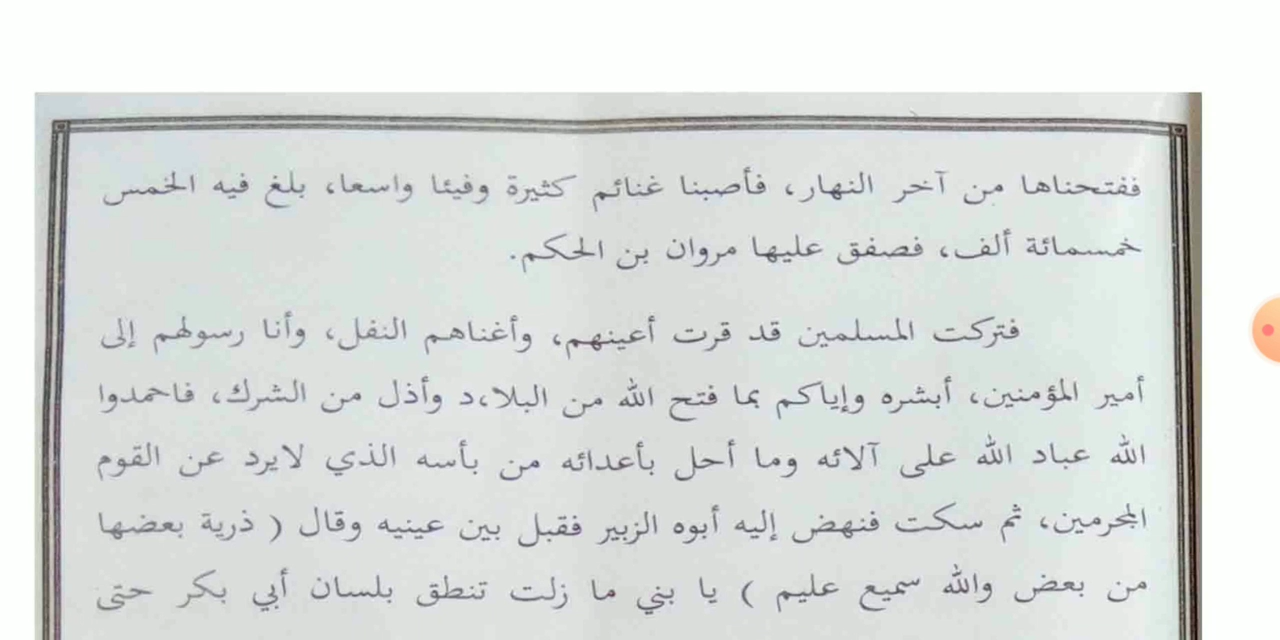 ففتحناها من آخر النهار، فأصبنا غنائم كثيرة وفيئا واسعا، بلغ فيه الخمس
خمسمائة ألف، فصفق عليها مروان بن الحكم.
فتركت المسلمين قد قرت أعينهم، وأغناهم النفل، وأنا رسولهم إلى
أمير المؤمنين، أبشره وإياكم بما فتح الله من البلا،د وأذل من الشرك، فاحمدوا
الله عباد الله على آلائه وما أحل بأعدائه من بأسه الذي لايرد عن القوم
المجرمين، ثم سكت فنهض إليه أبوه الزبير فقبل بين عينيه وقال ( ذرية بعضها
من بعض والله سميع عليم ) يا بني ما زلت تنطق بلسان أبي بكر حتى